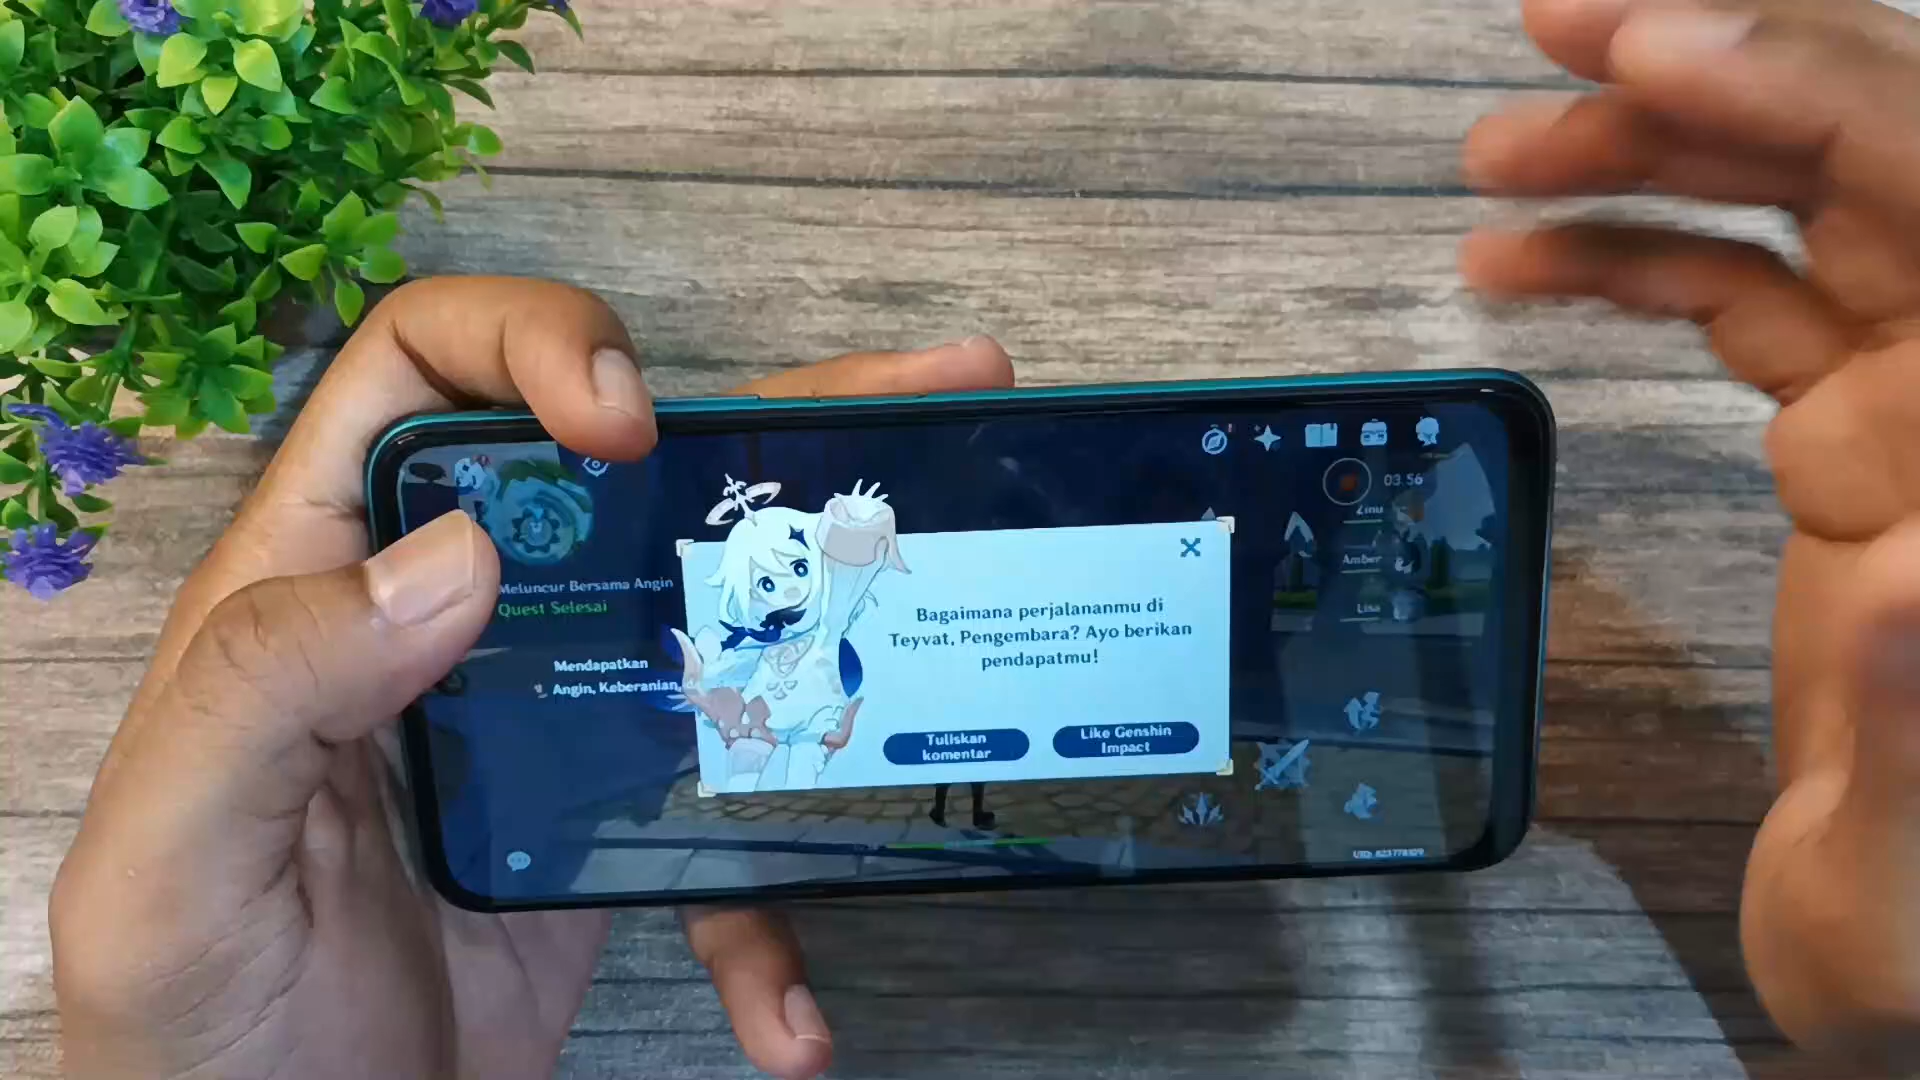 03.56
Zinu
Amber
Lisa
Meluncur Bersama Angin
Quest Selesai
Mendapatkan
Angin, Keberanian,
Bagaimana perjalananmu di
Teyvat, Pengembara? Ayo berikan
pendapatmu!
Tuliskan
komentar
Like Genshin
Impact